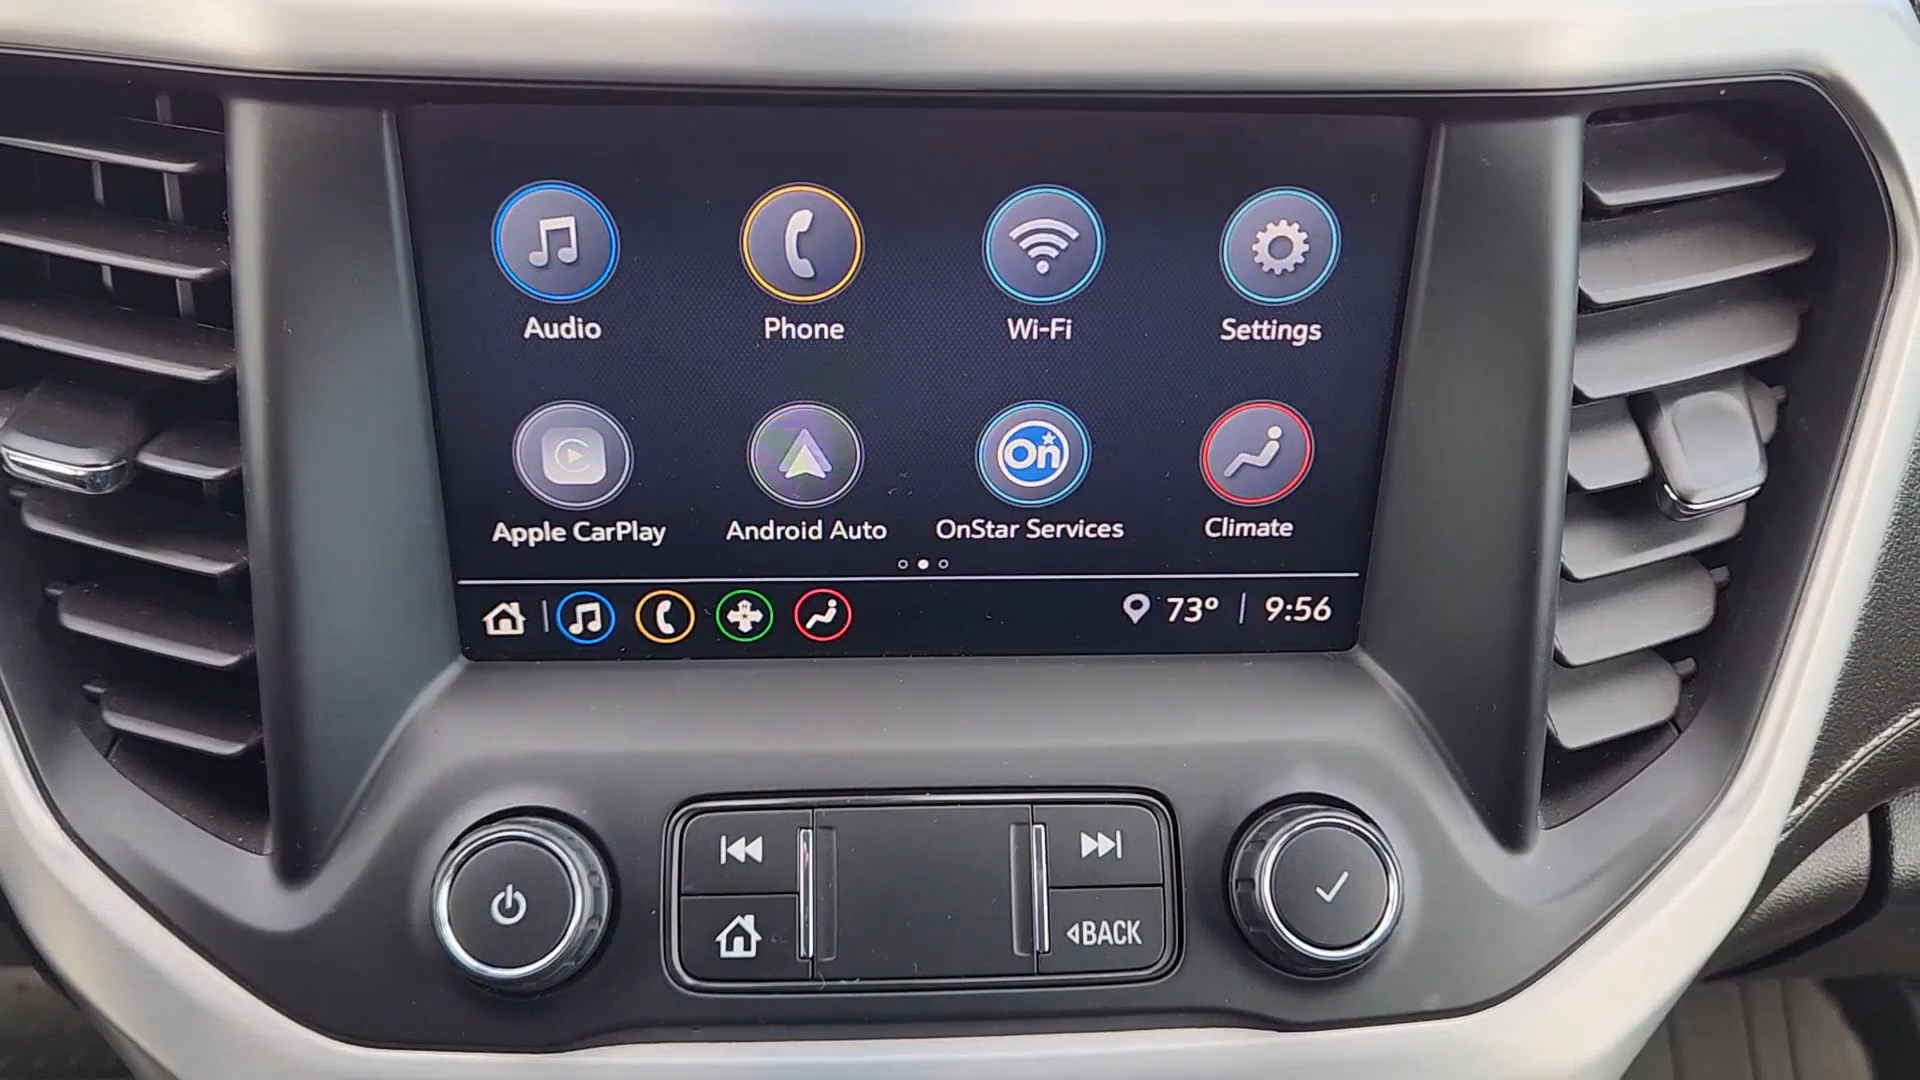 Audio Phone Wi-Fi Settings
On
Apple CarPlay Android Auto OnStar Services Climate
73° 9:56
BACK